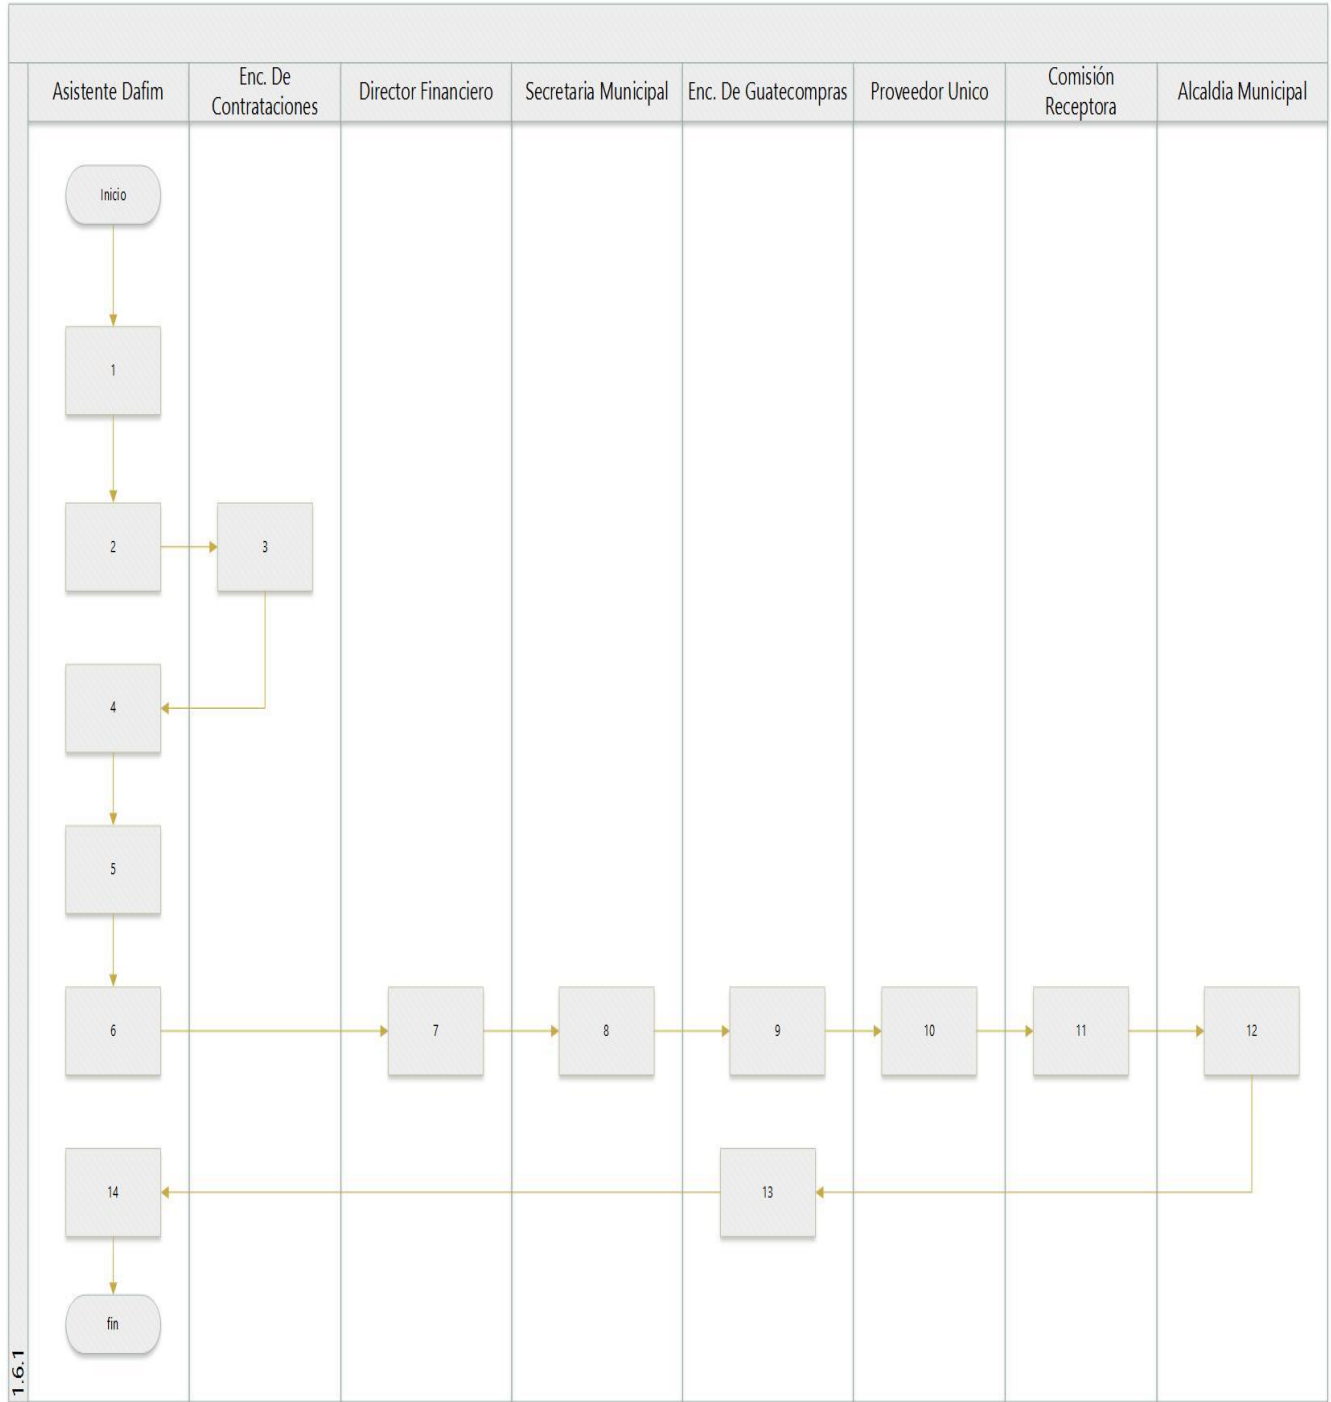 Asistente Dafim
Enc. De
Contrataciones
Director Financiero
Secretaria Municipal
Enc. De Guatecompras
Proveedor Unico
Comisión
Receptora
Alcaldia Municipal
Inicio
1
2
3
4
5
6
7
8
9
10
11
12
13
14
fin
1.6.1